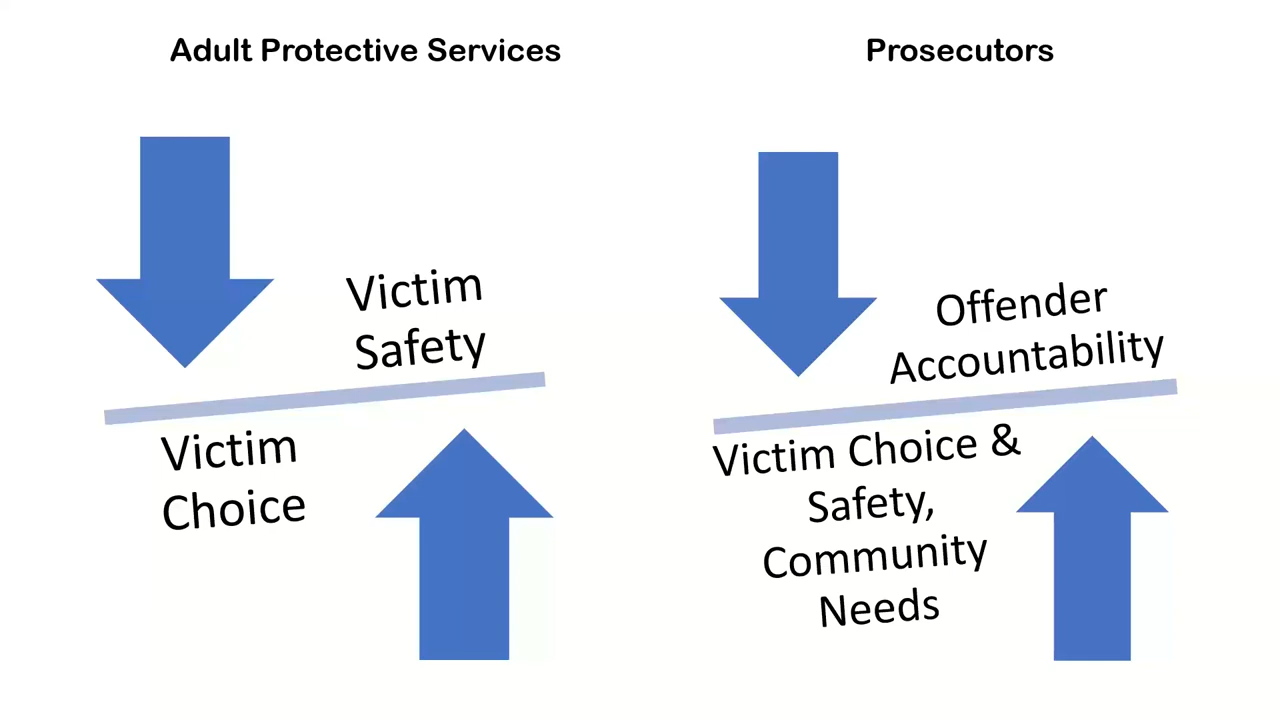 Adult Protective Services
Victim
Safety
Victim
Choice
Prosecutors
Offender
Accountability
Victim Choice &
Safety,
Community
Needs